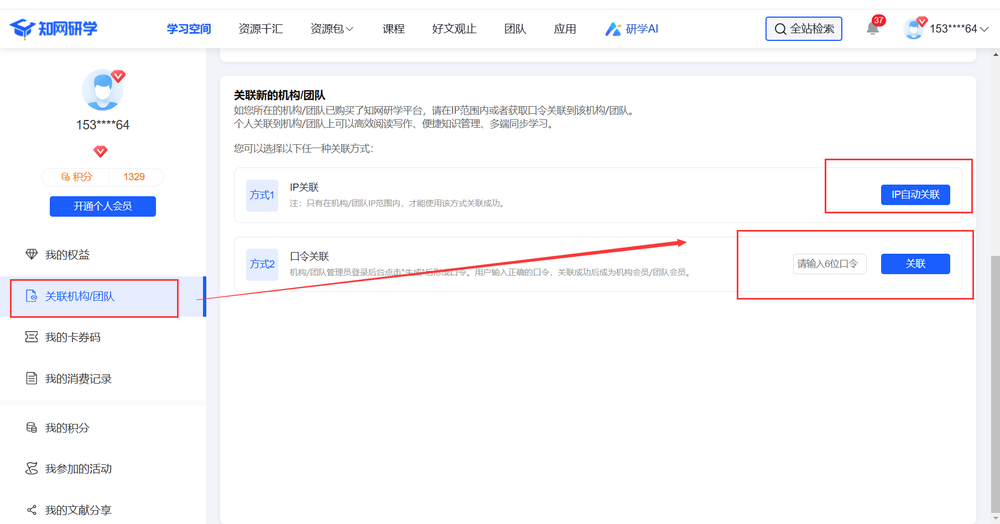 知网研学
学习空间
资源千汇
资源包
课程
好文观止
团队
应用
研学AI
全站检索
37
153****64
153****64
积分 1329
开通个人会员
我的权益
关联机构/团队
我的卡券码
我的消费记录
我的积分
我参加的活动
我的文献分享
关联新的机构/团队
如您所在的机构/团队已购买了知网研学平台，请在IP范围内或者获取口令关联到该机构/团队。
个人关联到机构/团队上可以高效阅读写作、便捷知识管理、多端同步学习。
您可以选择以下任一种关联方式：
方式1
IP关联
注：只有在机构/团队IP范围内，才能使用该方式关联成功。
IP自动关联
方式2
口令关联
机构/团队管理员登录后台点击"生成"后形成口令。用户输入正确的口令，关联成功后成为机构会员/团队会员。
请输入6位口令
关联